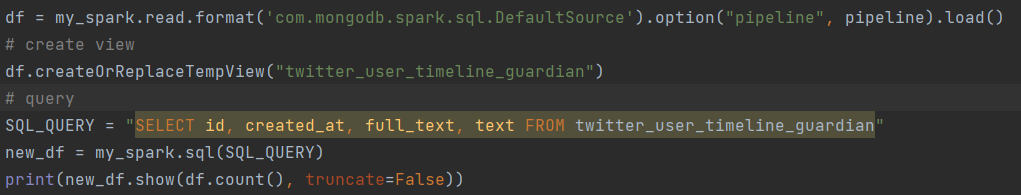 df = my_spark.read.format('com.mongodb.spark.sql.DefaultSource').option("pipeline", pipeline).load()
# create view
df.createOrReplaceTempView("twitter_user_timeline_guardian")
# query
SQL_QUERY = "SELECT id, created_at, full_text, text FROM twitter_user_timeline_guardian"
new_df = my_spark.sql(SQL_QUERY)
print(new_df.show(df.count(), truncate=False))